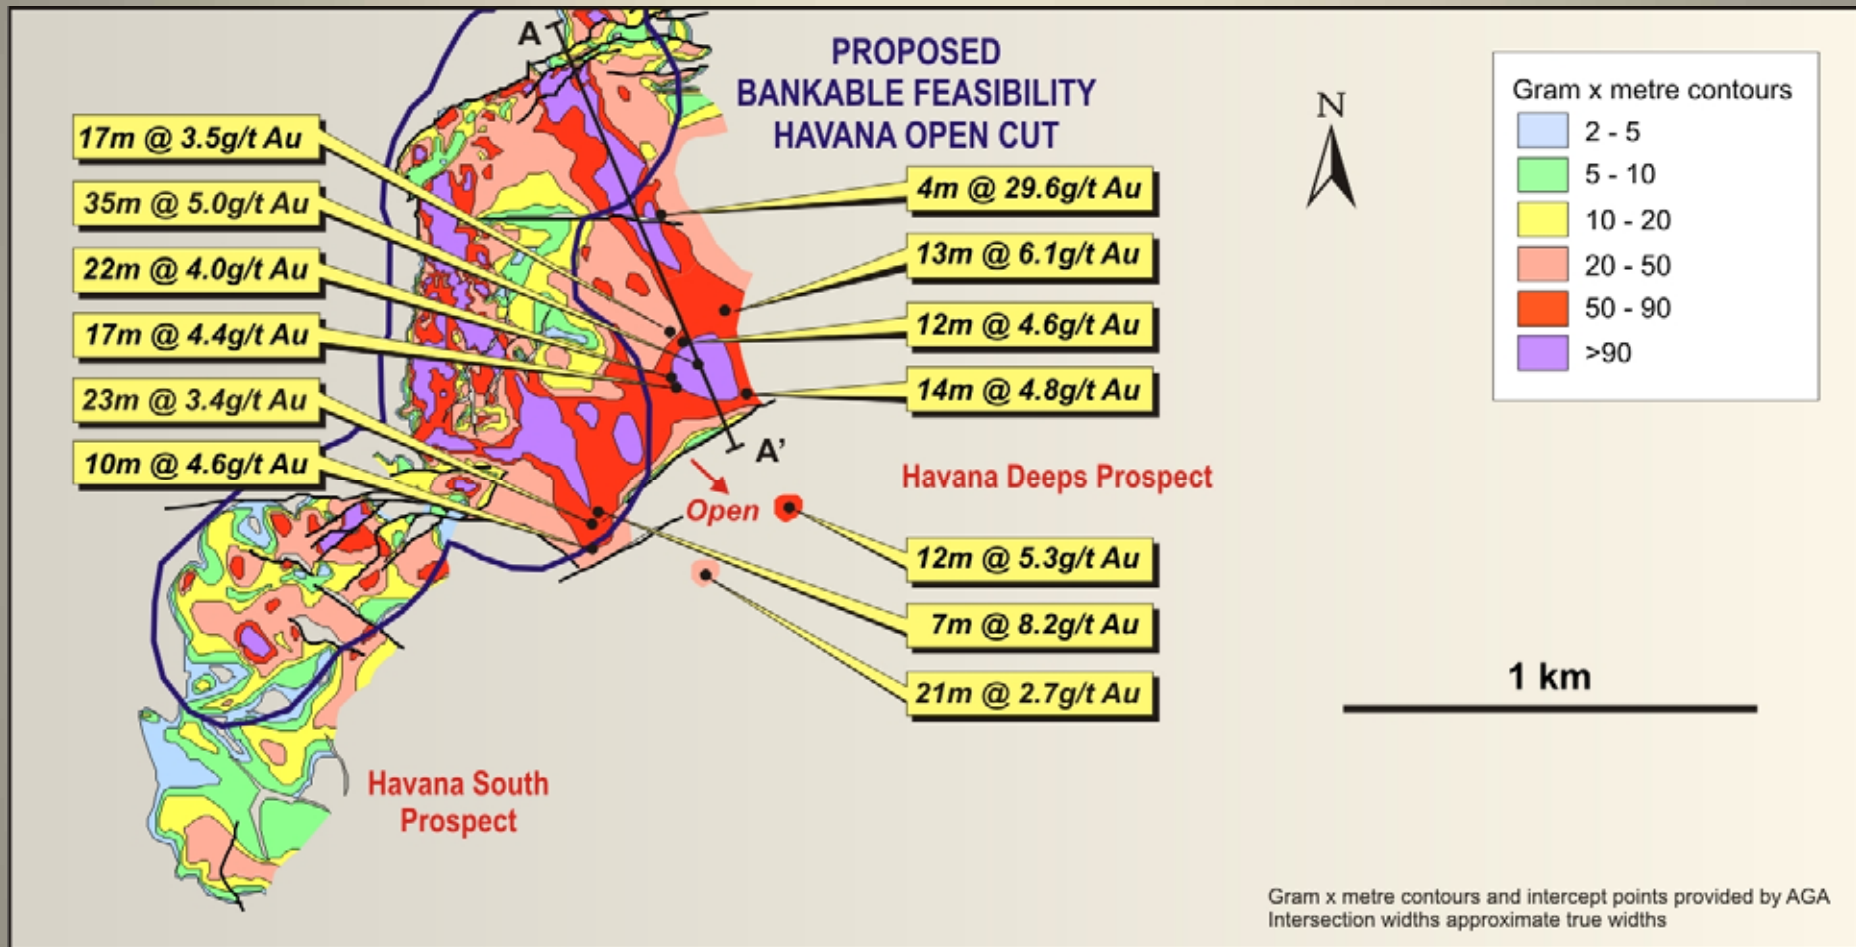 A
PROPOSED
BANKABLE FEASIBILITY
HAVANA OPEN CUT
17m @ 3.5g/t Au
35m @ 5.0g/t Au
22m @ 4.0g/t Au
17m @ 4.4g/t Au
23m @ 3.4g/t Au
10m @ 4.6g/t Au
4m @ 29.6g/t Au
13m @ 6.1g/t Au
12m @ 4.6g/t Au
14m @ 4.8g/t Au
A'
Havana Deeps Prospect
Open
12m @ 5.3g/t Au
7m @ 8.2g/t Au
21m @ 2.7g/t Au
Havana South
Prospect
N
Gram x metre contours
2 - 5
5 - 10
10 - 20
20 - 50
50 - 90
>90
1 km
Gram x metre contours and intercept points provided by AGA
Intersection widths approximate true widths